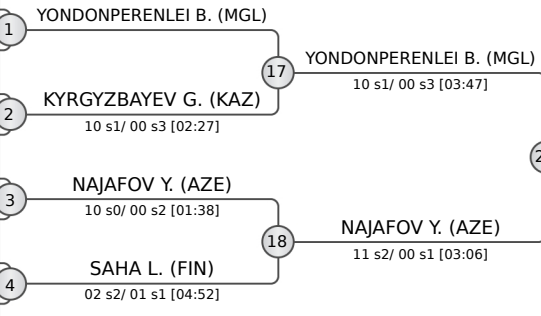 YONDONPERENLEI B. (MGL)
1
17
YONDONPERENLEI B. (MGL)
10 s1/ 00 s3 [03:47]
KYRGYZBAYEV G. (KAZ)
2
10 s1/ 00 s3 [02:27]
NAJAFOV Y. (AZE)
3
10 s0/ 00 s2 [01:38]
18
NAJAFOV Y. (AZE)
11 s2/ 00 s1 [03:06]
SAHA L. (FIN)
4
02 s2/ 01 s1 [04:52]